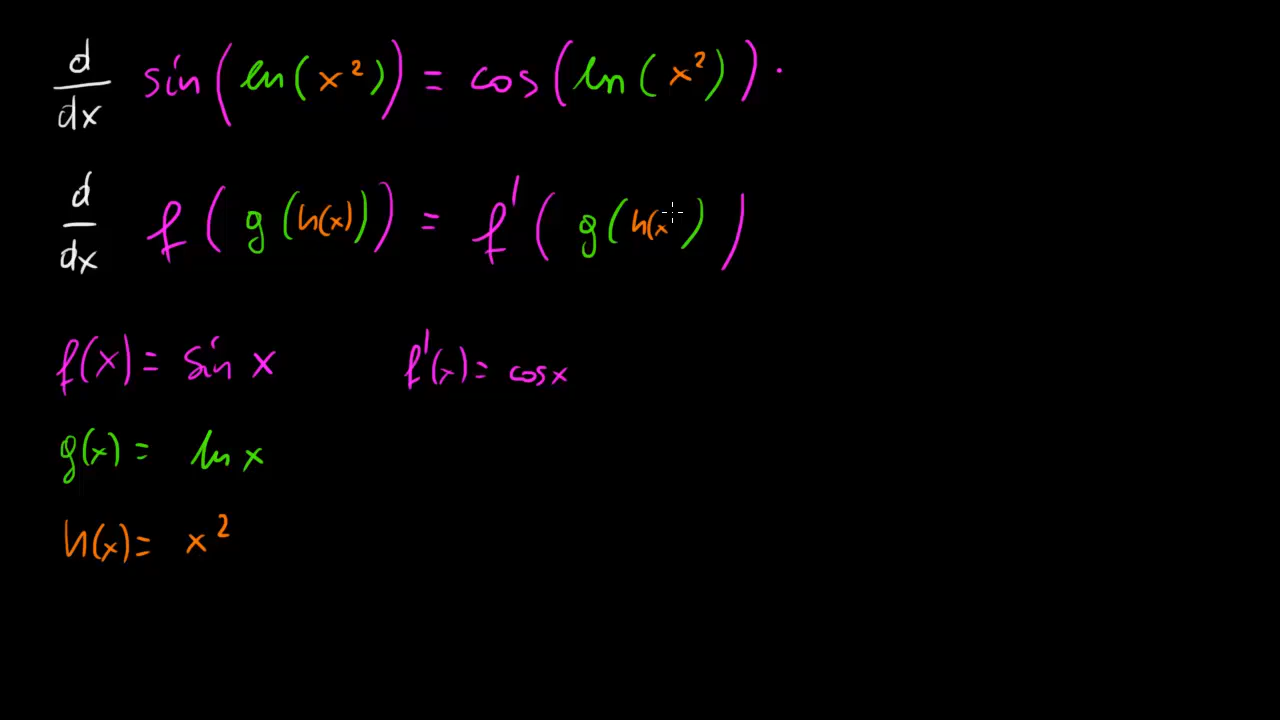 d/dx sin(ln(x²)) = cos(ln(x²)) ·
d/dx f(g(h(x))) = f'(g(h(x))
f(x) = sin x f'(x) = cos x
g(x) = ln x
h(x) = x²